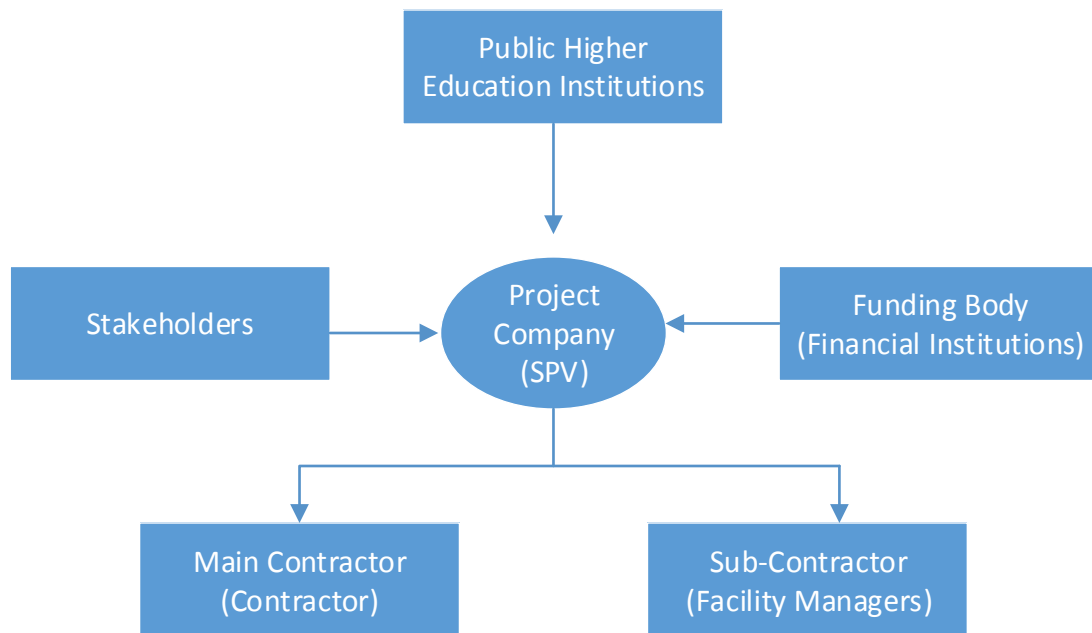 Public Higher
Education Institutions
Stakeholders
Project
Company
(SPV)
Funding Body
(Financial Institutions)
Main Contractor
(Contractor)
Sub-Contractor
(Facility Managers)